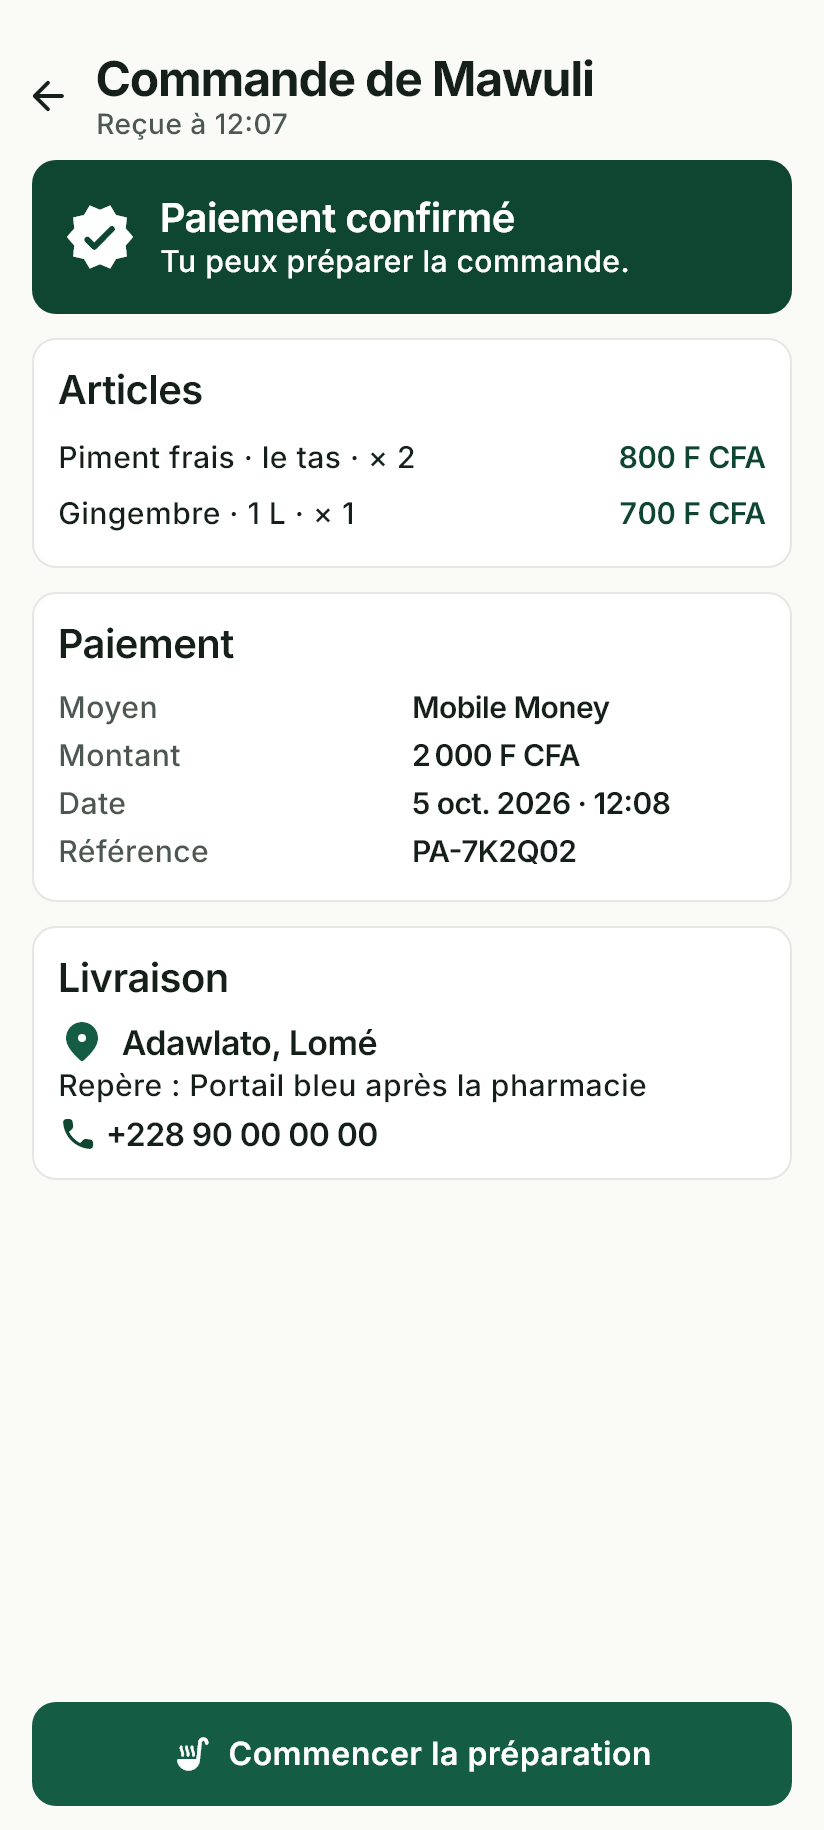 Commande de Mawuli
Reçue à 12:07
Paiement confirmé
Tu peux préparer la commande.
Articles
Piment frais · le tas · × 2 800 F CFA
Gingembre · 1 L · × 1 700 F CFA
Paiement
Moyen Mobile Money
Montant 2 000 F CFA
Date 5 oct. 2026 · 12:08
Référence PA-7K2Q02
Livraison
Adawlato, Lomé
Repère : Portail bleu après la pharmacie
+228 90 00 00 00
Commencer la préparation